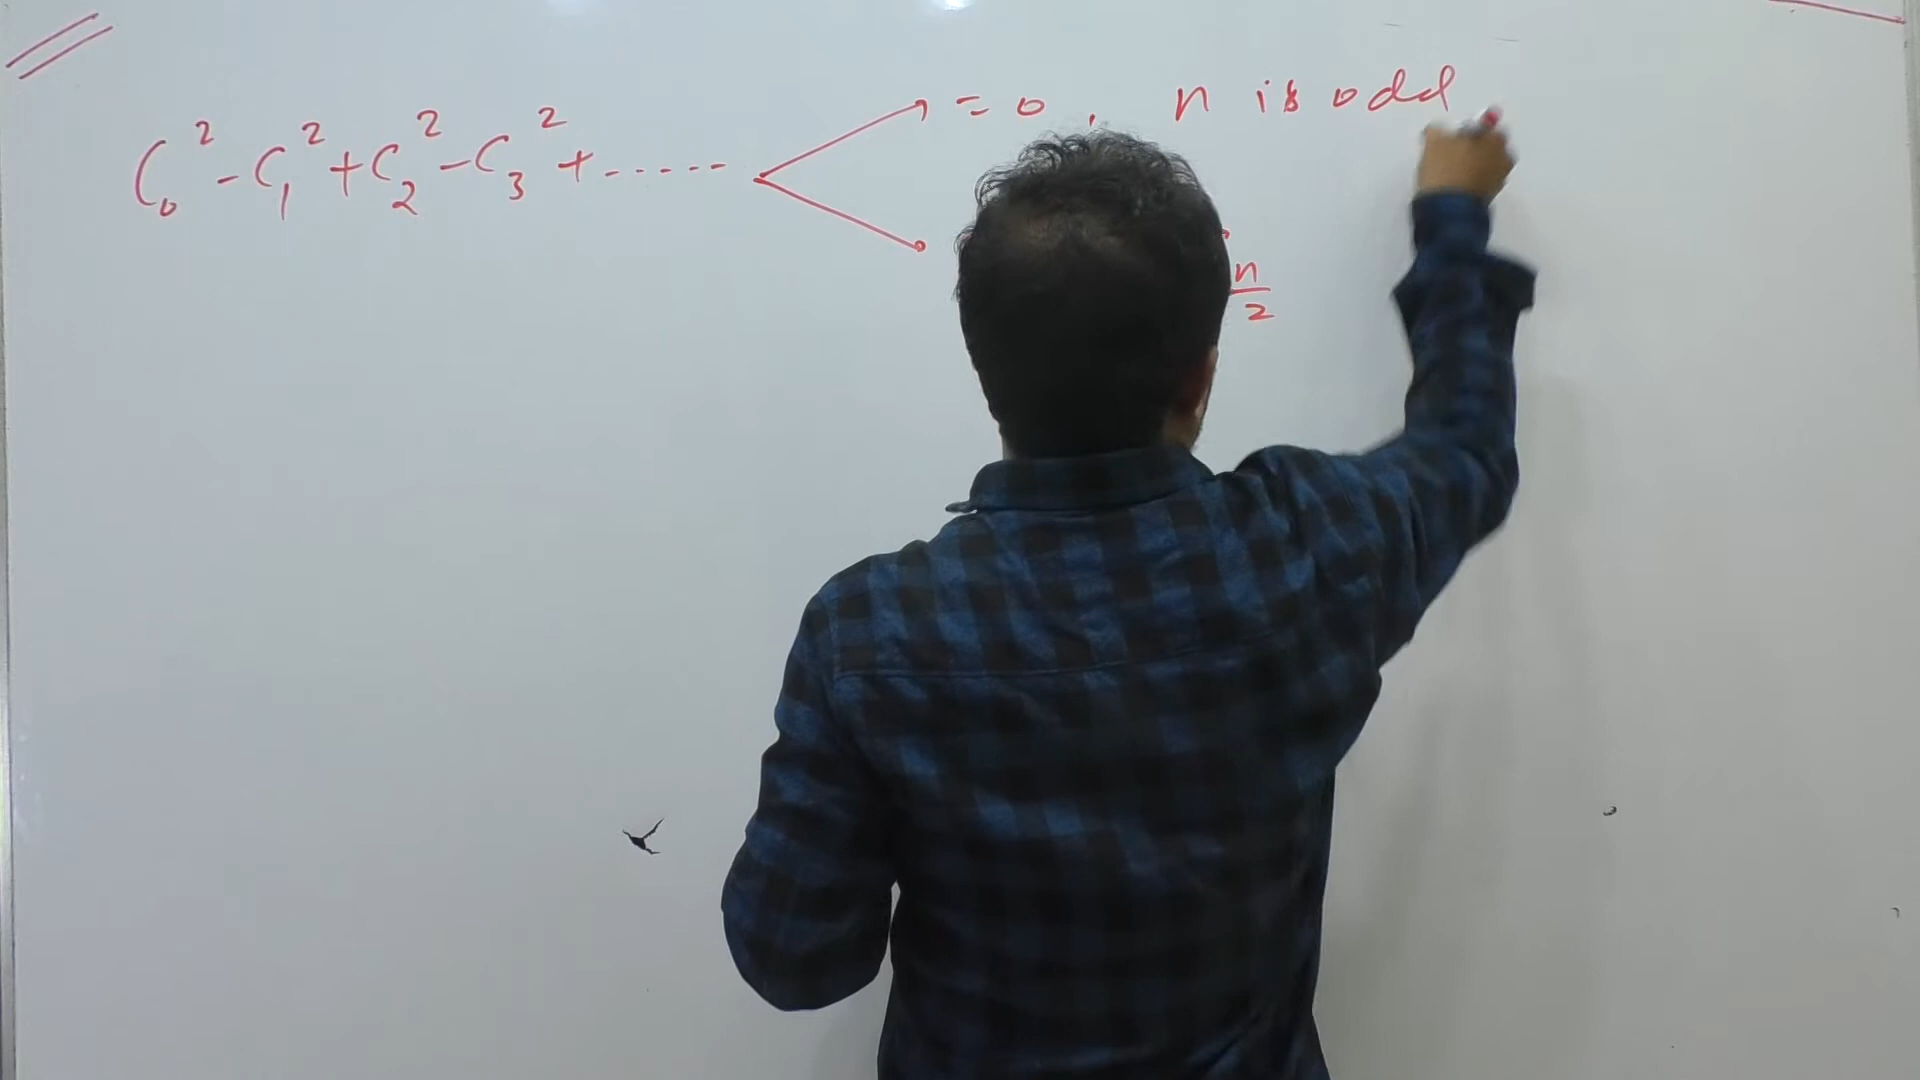 C₀² - C₁² + C₂² - C₃² + ...... = 0, n is odd
n/2